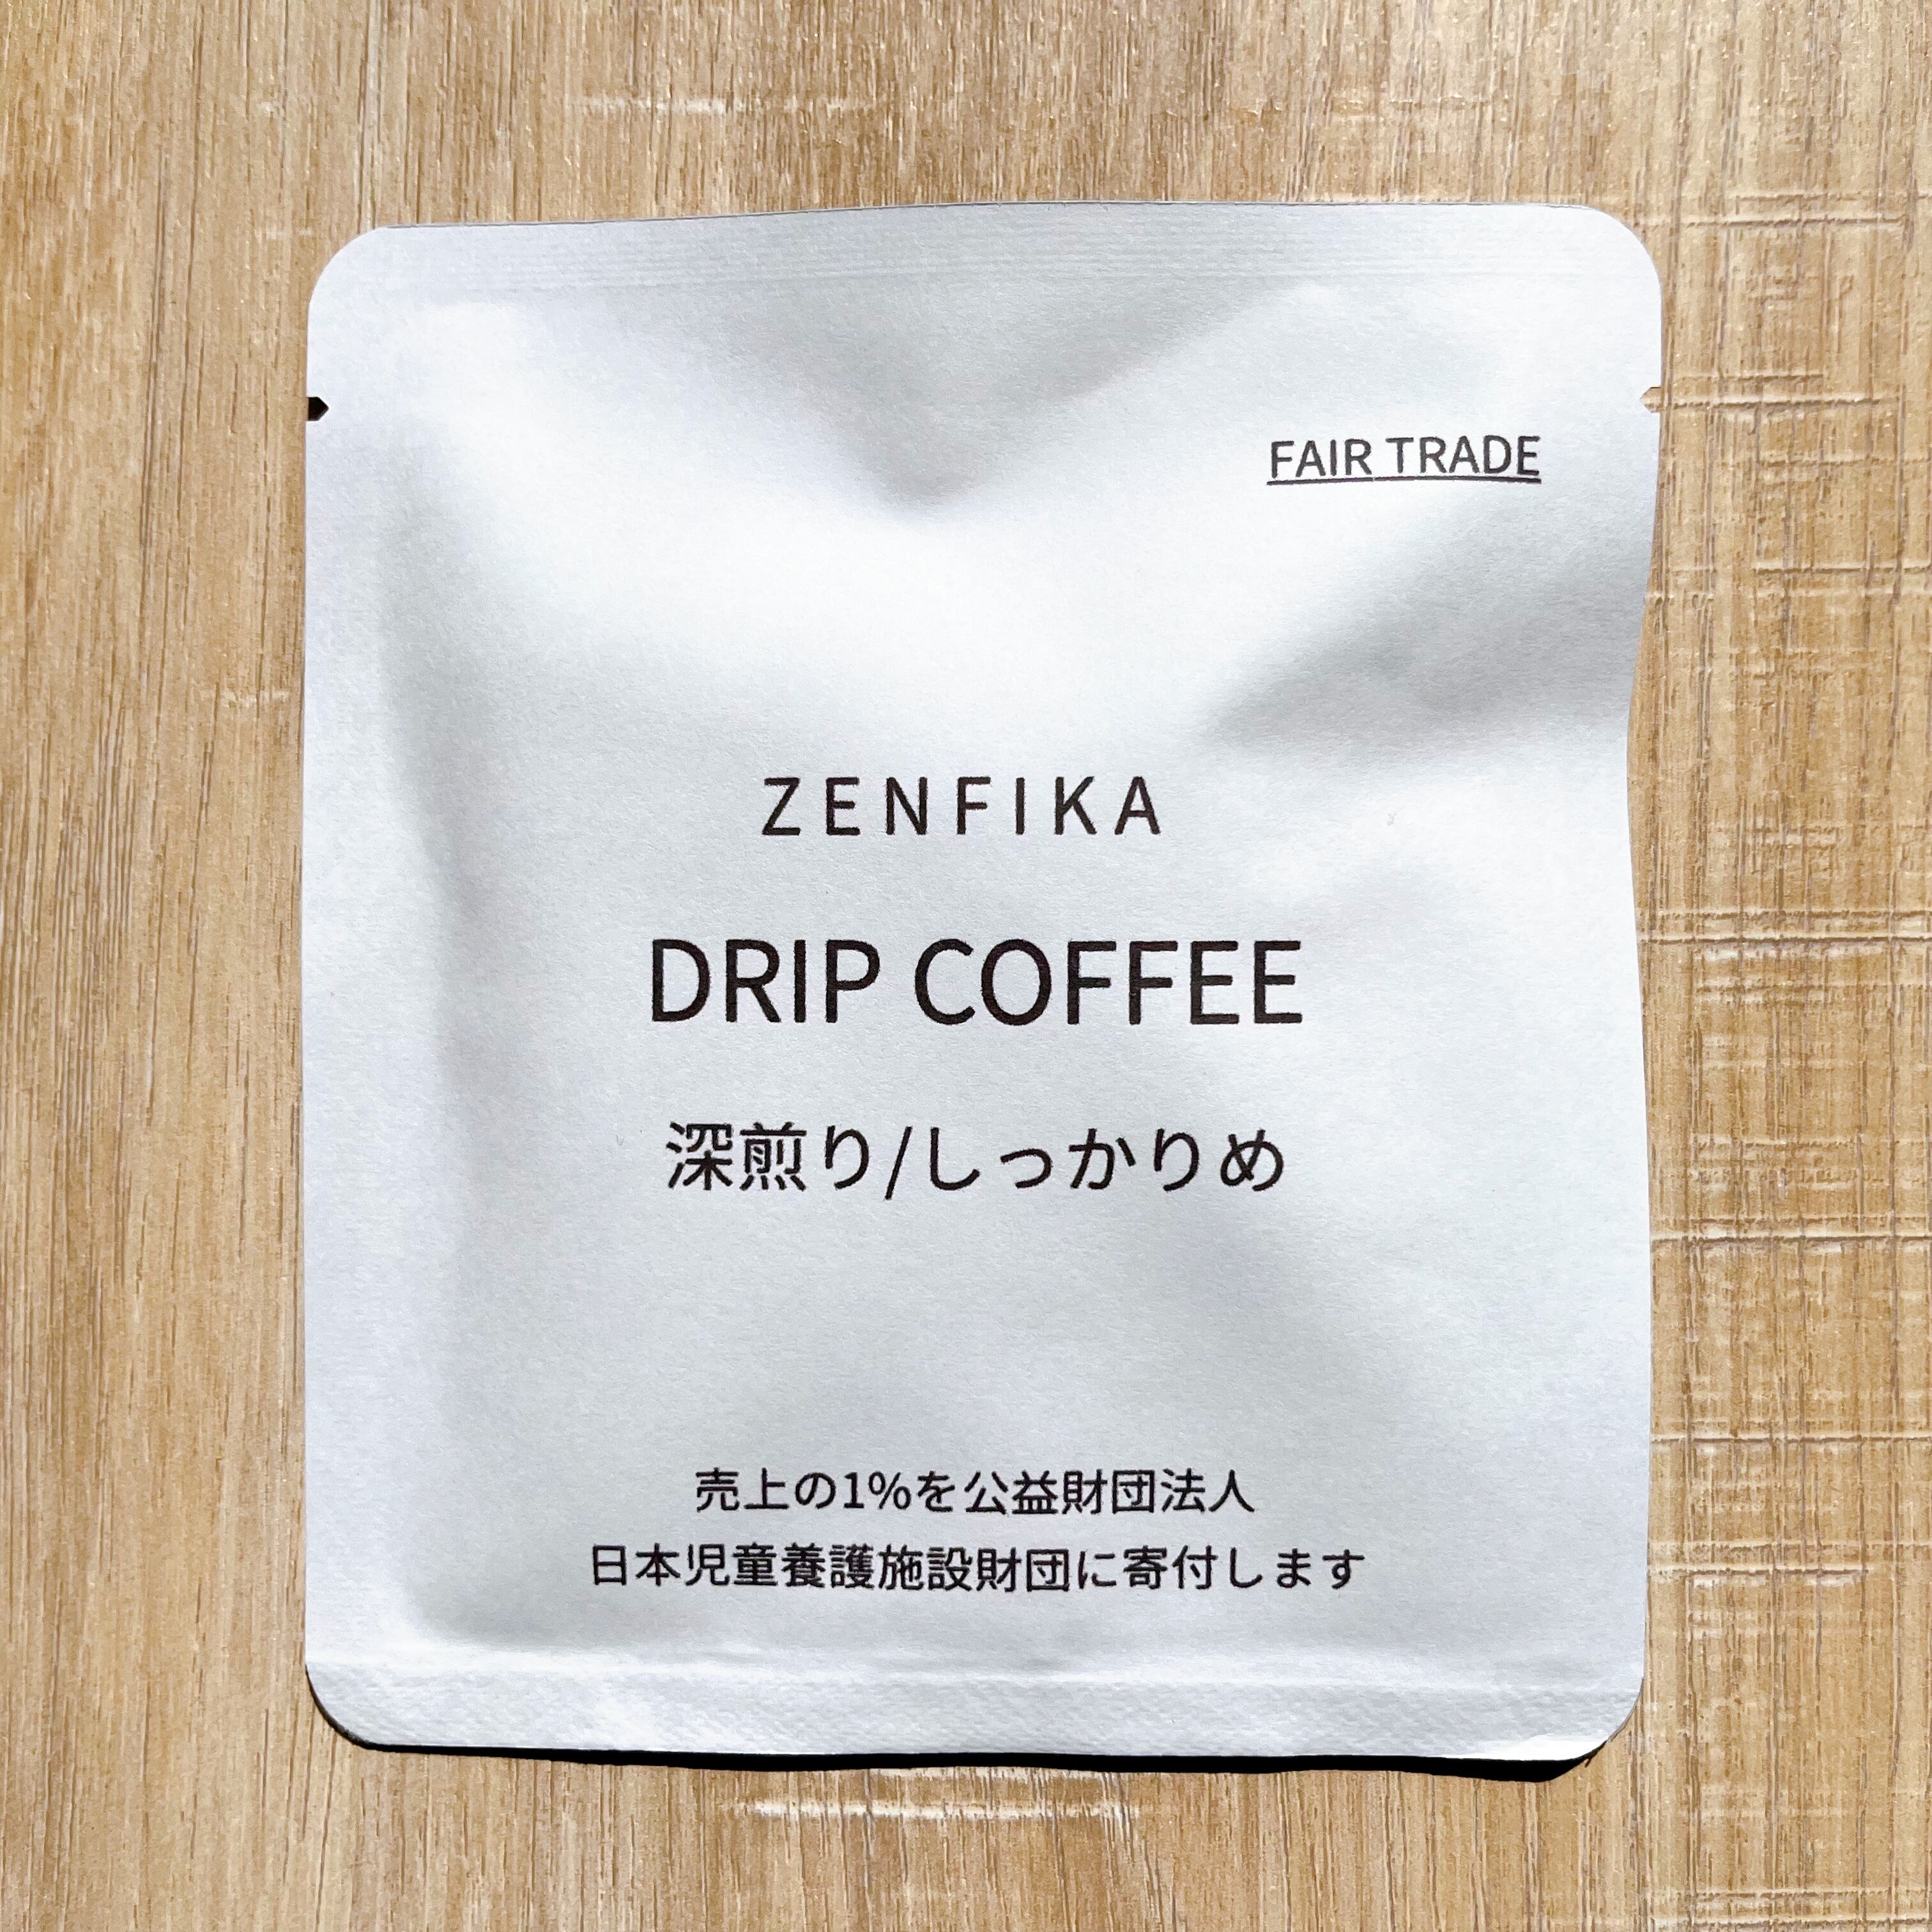 FAIR TRADE
ZENFIKA
DRIP COFFEE
深煎り/しっかりめ
売上の1%を公益財団法人
日本児童養護施設財団に寄付します